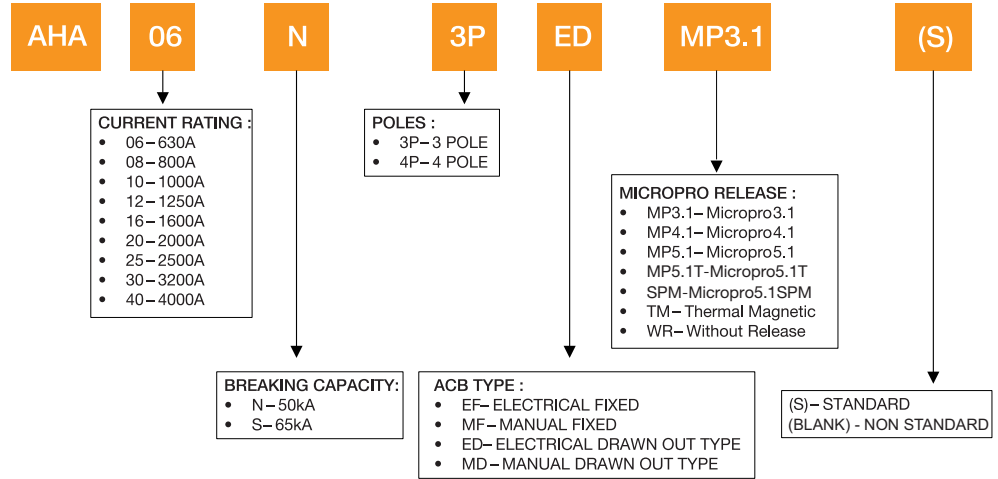 AHA 06 N 3P ED MP3.1 (S)
CURRENT RATING :
• 06–630A
• 08–800A
• 10–1000A
• 12–1250A
• 16–1600A
• 20–2000A
• 25–2500A
• 30–3200A
• 40–4000A
POLES :
• 3P–3 POLE
• 4P–4 POLE
MICROPRO RELEASE :
• MP3.1–Micropro3.1
• MP4.1–Micropro4.1
• MP5.1–Micropro5.1
• MP5.1T-Micropro5.1T
• SPM-Micropro5.1SPM
• TM–Thermal Magnetic
• WR–Without Release
BREAKING CAPACITY:
• N–50kA
• S–65kA
ACB TYPE :
• EF–ELECTRICAL FIXED
• MF–MANUAL FIXED
• ED–ELECTRICAL DRAWN OUT TYPE
• MD–MANUAL DRAWN OUT TYPE
(S)–STANDARD
(BLANK) - NON STANDARD